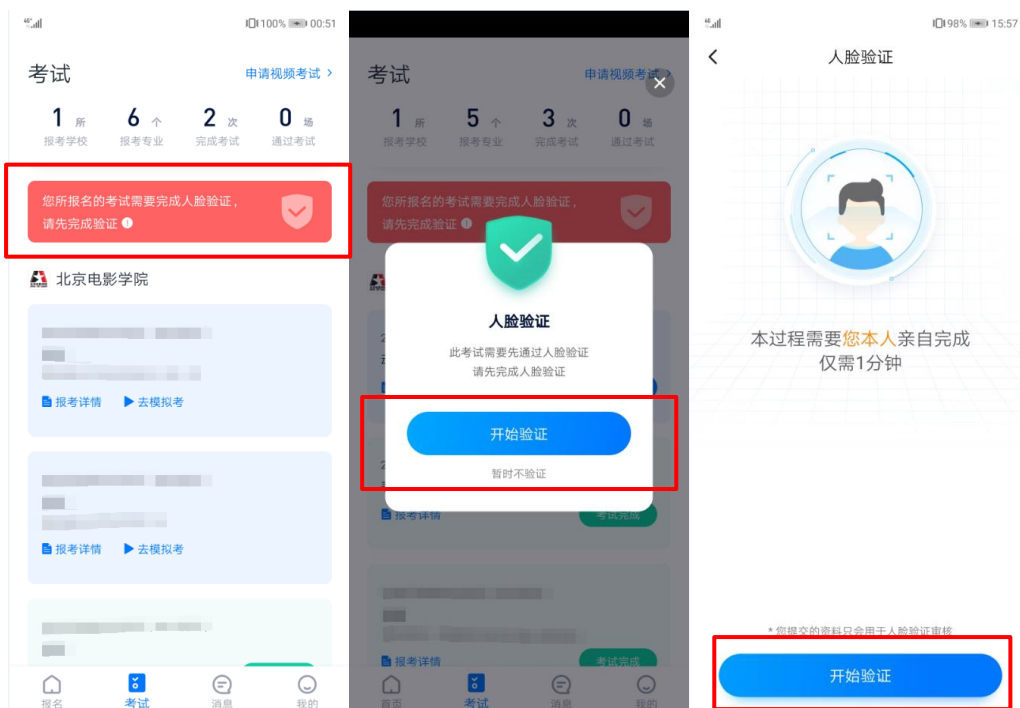 100% 00:51
考试
申请视频考试 >
1 所 6 个 2 次 0 场
报考学校 报考专业 完成考试 通过考试
您所报名的考试需要完成人脸验证，
请先完成验证
北京电影学院
报考详情 去模拟考
报考详情 去模拟考
报名 考试 消息 我的
考试
申请视频考试
1 所 5 个 3 次 0 场
报考学校 报考专业 完成考试 通过考试
您所报名的考试需要完成人脸验证，
请先完成验证
人脸验证
此考试需要先通过人脸验证
请先完成人脸验证
开始验证
暂时不验证
报考详情 考试完成
报考详情 考试完成
首页 考试 消息 我的
98% 15:57
人脸验证
本过程需要您本人亲自完成
仅需1分钟
* 您提交的资料只会用于人脸验证审核
开始验证